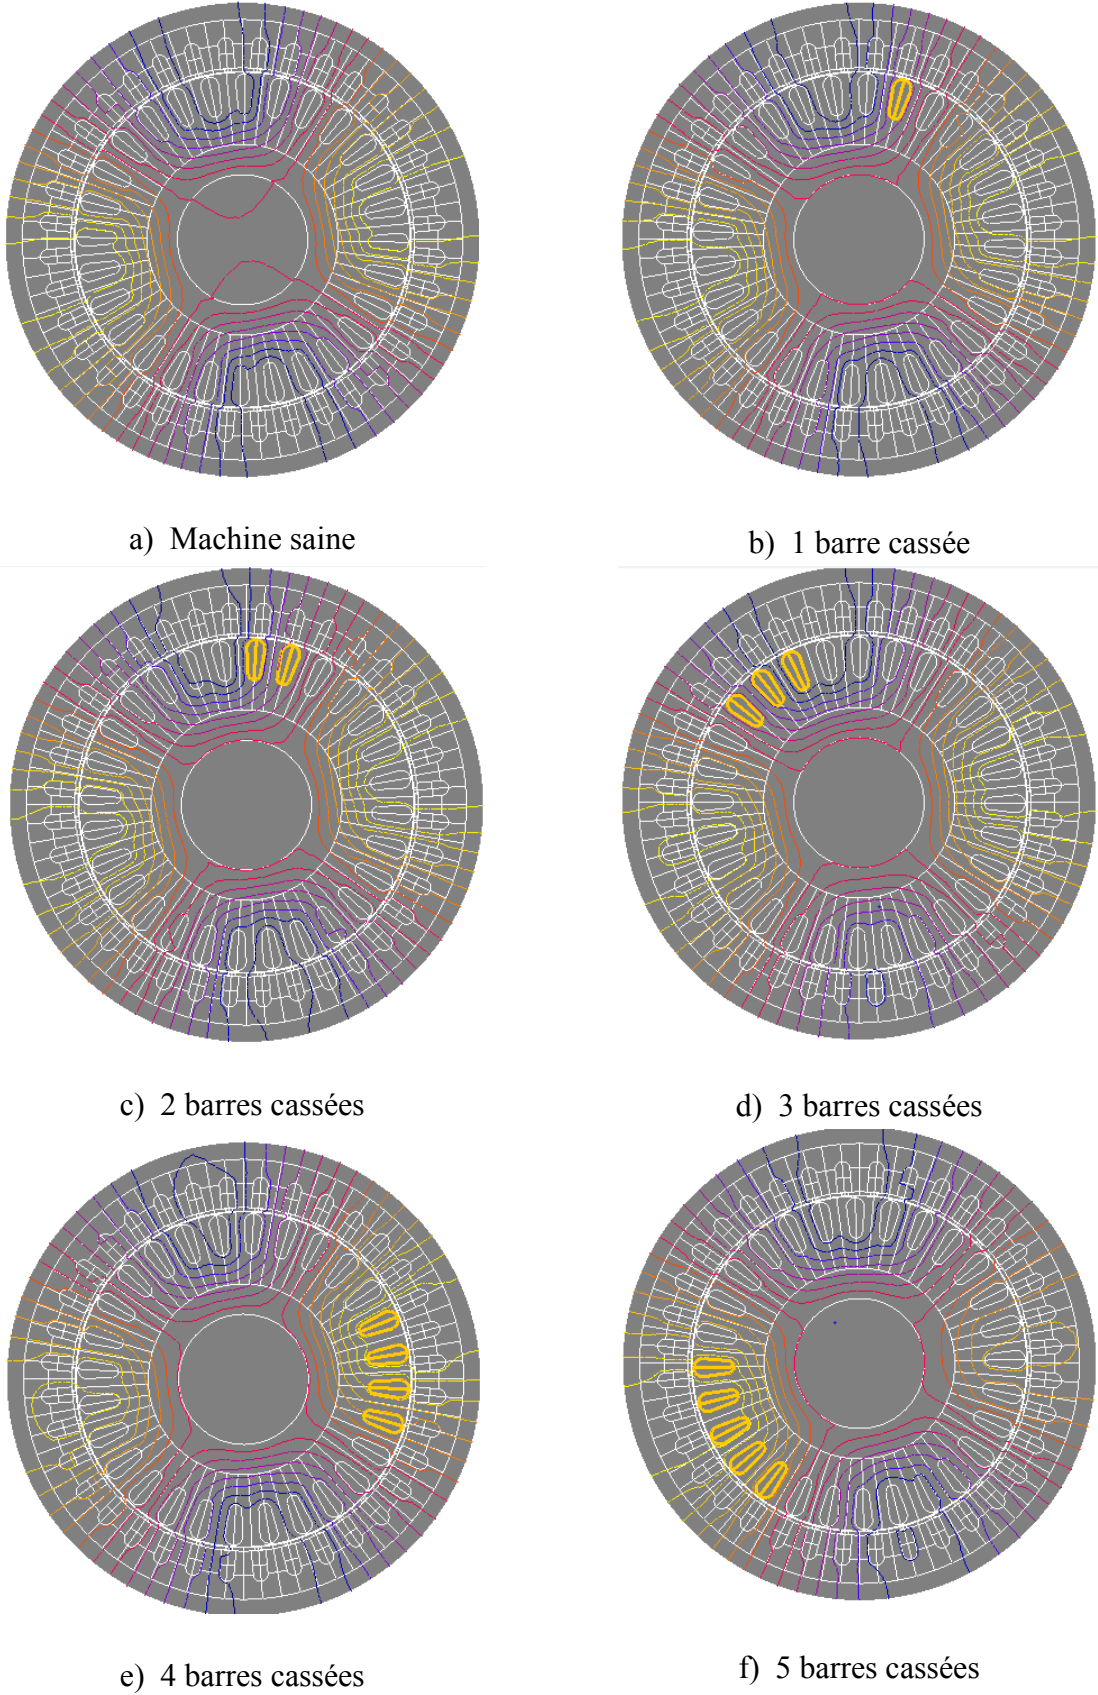 a) Machine saine
b) 1 barre cassée
c) 2 barres cassées
d) 3 barres cassées
e) 4 barres cassées
f) 5 barres cassées